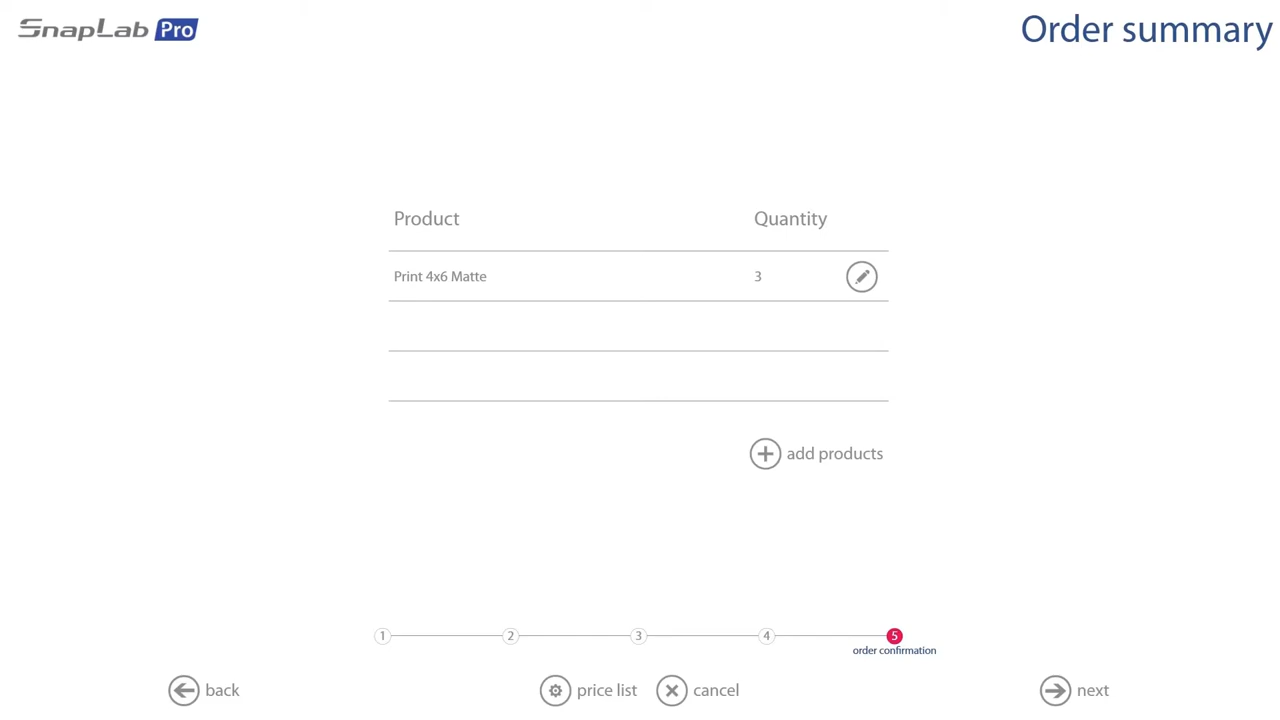 SnapLab Pro
Order summary
Product Quantity
Print 4x6 Matte 3
add products
1 2 3 4 5
order confirmation
back price list cancel next